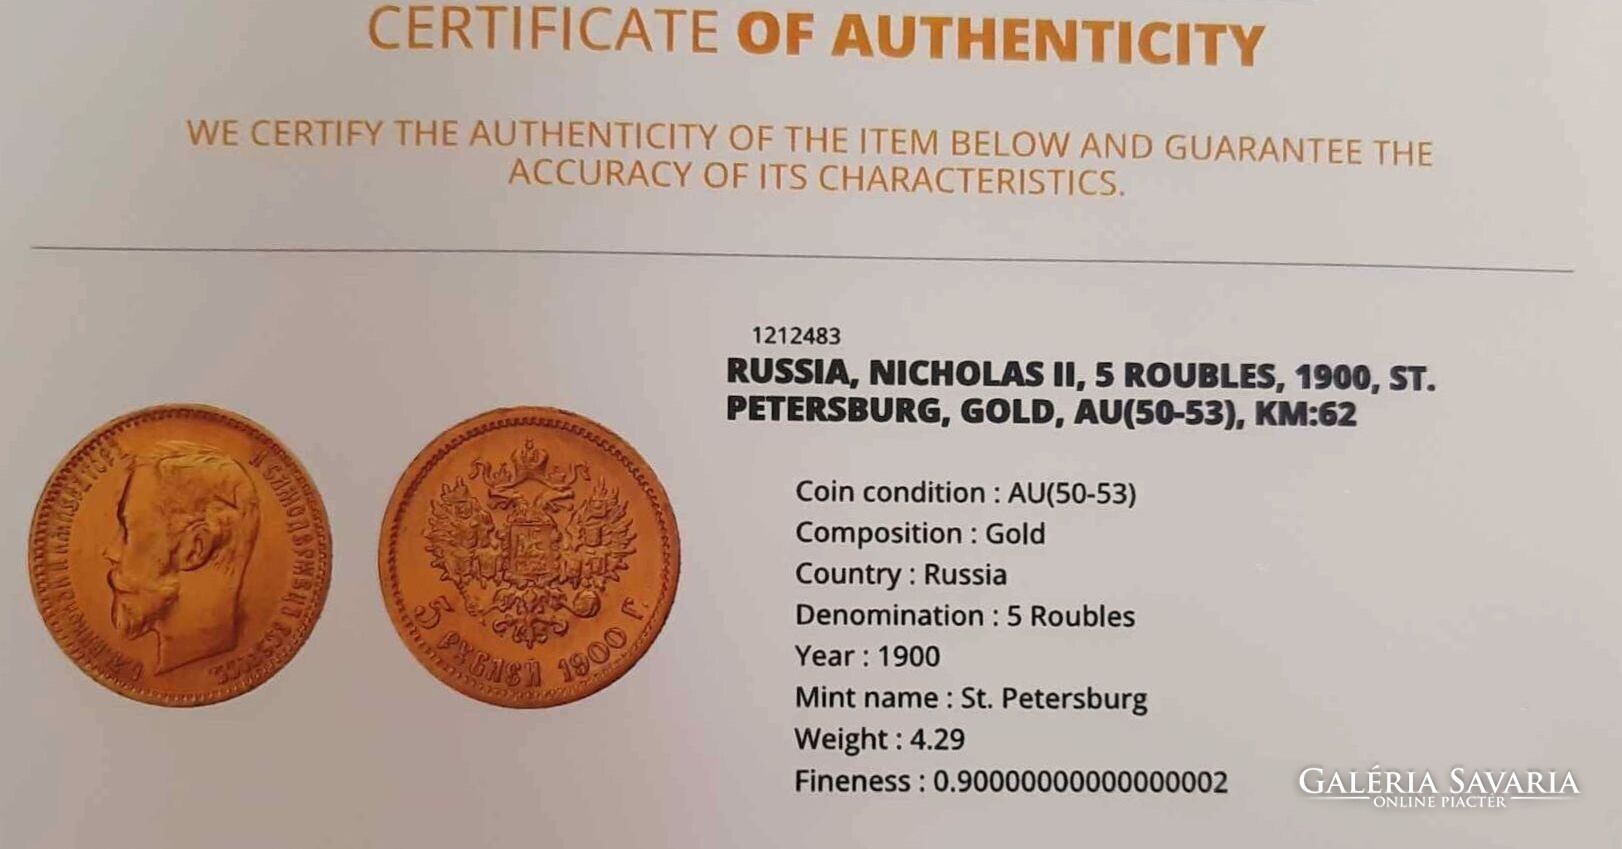 CERTIFICATE OF AUTHENTICITY
WE CERTIFY THE AUTHENTICITY OF THE ITEM BELOW AND GUARANTEE THE
ACCURACY OF ITS CHARACTERISTICS.
1212483
RUSSIA, NICHOLAS II, 5 ROUBLES, 1900, ST.
PETERSBURG, GOLD, AU(50-53), KM:62
5 РУБЛЕЙ 1900 Г.
Coin condition : AU(50-53)
Composition : Gold
Country : Russia
Denomination : 5 Roubles
Year : 1900
Mint name : St. Petersburg
Weight : 4.29
Fineness : 0.90000000000000002
GALÉRIA SAVARIA
ONLINE PIACTÉR